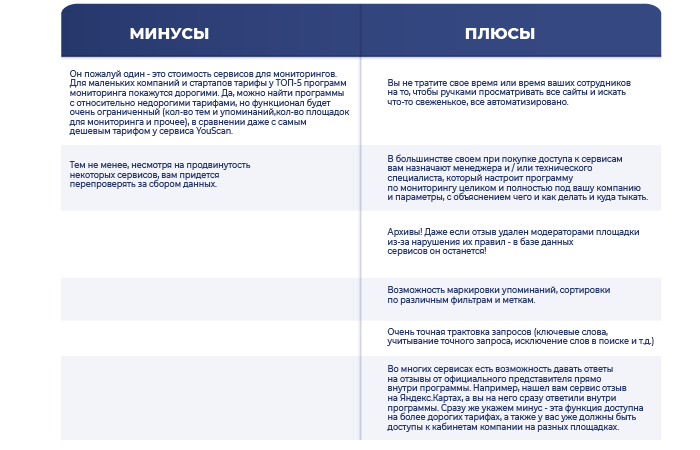 МИНУСЫ
ПЛЮСЫ
Он пожалуй один - это стоимость сервисов для мониторингов.
Для маленьких компаний и стартапов тарифы у ТОП-5 программ
мониторинга покажутся дорогими. Да, можно найти программы
с относительно недорогими тарифами, но функционал будет
очень ограниченный (кол-во тем и упоминаний,кол-во площадок
для мониторинга и прочее), в сравнении даже с самым
дешевым тарифом у сервиса YouScan.
Вы не тратите свое время или время ваших сотрудников
на то, чтобы ручками просматривать все сайты и искать
что-то свеженькое, все автоматизировано.
Тем не менее, несмотря на продвинутость
некоторых сервисов, вам придется
перепроверять за сбором данных.
В большинстве своем при покупке доступа к сервисам
вам назначают менеджера и / или технического
специалиста, который настроит программу
по мониторингу целиком и полностью под вашу компанию
и параметры, с объяснением чего и как делать и куда тыкать.
Архивы! Даже если отзыв удален модераторами площадки
из-за нарушения их правил - в базе данных
сервисов он останется!
Возможность маркировки упоминаний, сортировки
по различным фильтрам и меткам.
Очень точная трактовка запросов (ключевые слова,
учитывание точного запроса, исключение слов в поиске и т.д.)
Во многих сервисах есть возможность давать ответы
на отзывы от официального представителя прямо
внутри программы. Например, нашел вам сервис отзыв
на Яндекс.Картах, а вы на него сразу ответили внутри
программы. Сразу же укажем минус - эта функция доступна
на более дорогих тарифах, а также у вас уже должны быть
доступы к кабинетам компании на разных площадках.